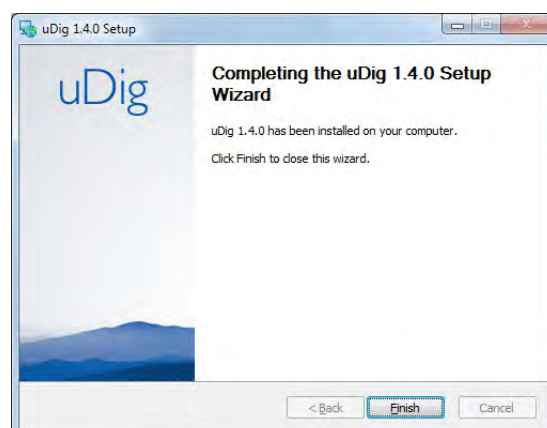 uDig 1.4.0 Setup
uDig
Completing the uDig 1.4.0 Setup
Wizard
uDig 1.4.0 has been installed on your computer.
Click Finish to close this wizard.
< Back Finish Cancel